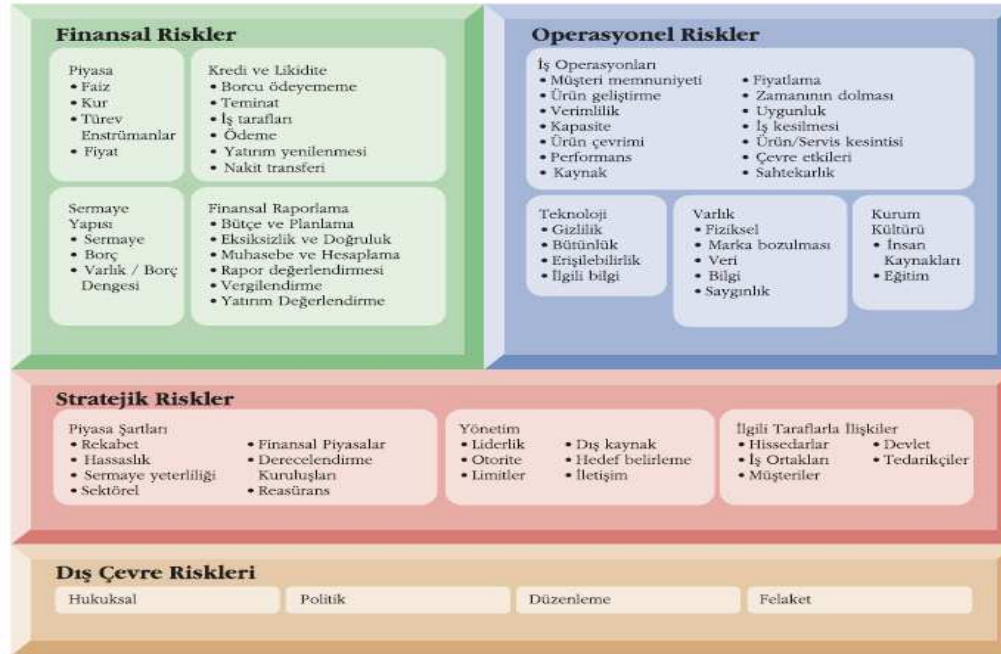 Finansal Riskler
Piyasa
• Faiz
• Kur
• Türev
Enstrümanlar
• Fiyat
Kredi ve Likidite
• Borcu ödeyememe
• Teminat
• İş tarafları
• Ödeme
• Yatırım yenilenmesi
• Nakit transferi
Sermaye
Yapısı
• Sermaye
• Borç
• Varlık / Borç
Dengesi
Finansal Raporlama
• Bütçe ve Planlama
• Eksiksizlik ve Doğruluk
• Muhasebe ve Hesaplama
• Rapor değerlendirmesi
• Vergilendirme
• Yatırım Değerlendirme
Operasyonel Riskler
İş Operasyonları
• Müşteri memnuniyeti
• Ürün geliştirme
• Verimlilik
• Kapasite
• Ürün çevrimi
• Performans
• Kaynak
• Fiyatlama
• Zamanının dolması
• Uygunluk
• İş kesilmesi
• Ürün/Servis kesintisi
• Çevre etkileri
• Sahtekarlık
Teknoloji
• Gizlilik
• Bütünlük
• Erişilebilirlik
• İlgili bilgi
Varlık
• Fiziksel
• Marka bozulması
• Veri
• Bilgi
• Saygınlık
Kurum
Kültürü
• İnsan
Kaynakları
• Eğitim
Stratejik Riskler
Piyasa Şartları
• Rekabet
• Hassaslık
• Sermaye yeterliliği
• Sektörel
• Finansal Piyasalar
• Derecelendirme
Kuruluşları
• Reasürans
Yönetim
• Liderlik
• Otorite
• Limitler
• Dış kaynak
• Hedef belirleme
• İletişim
İlgili Taraflarla İlişkiler
• Hissedarlar
• İş Ortakları
• Müşteriler
• Devlet
• Tedarikçiler
Dış Çevre Riskleri
Hukuksal
Politik
Düzenleme
Felaket